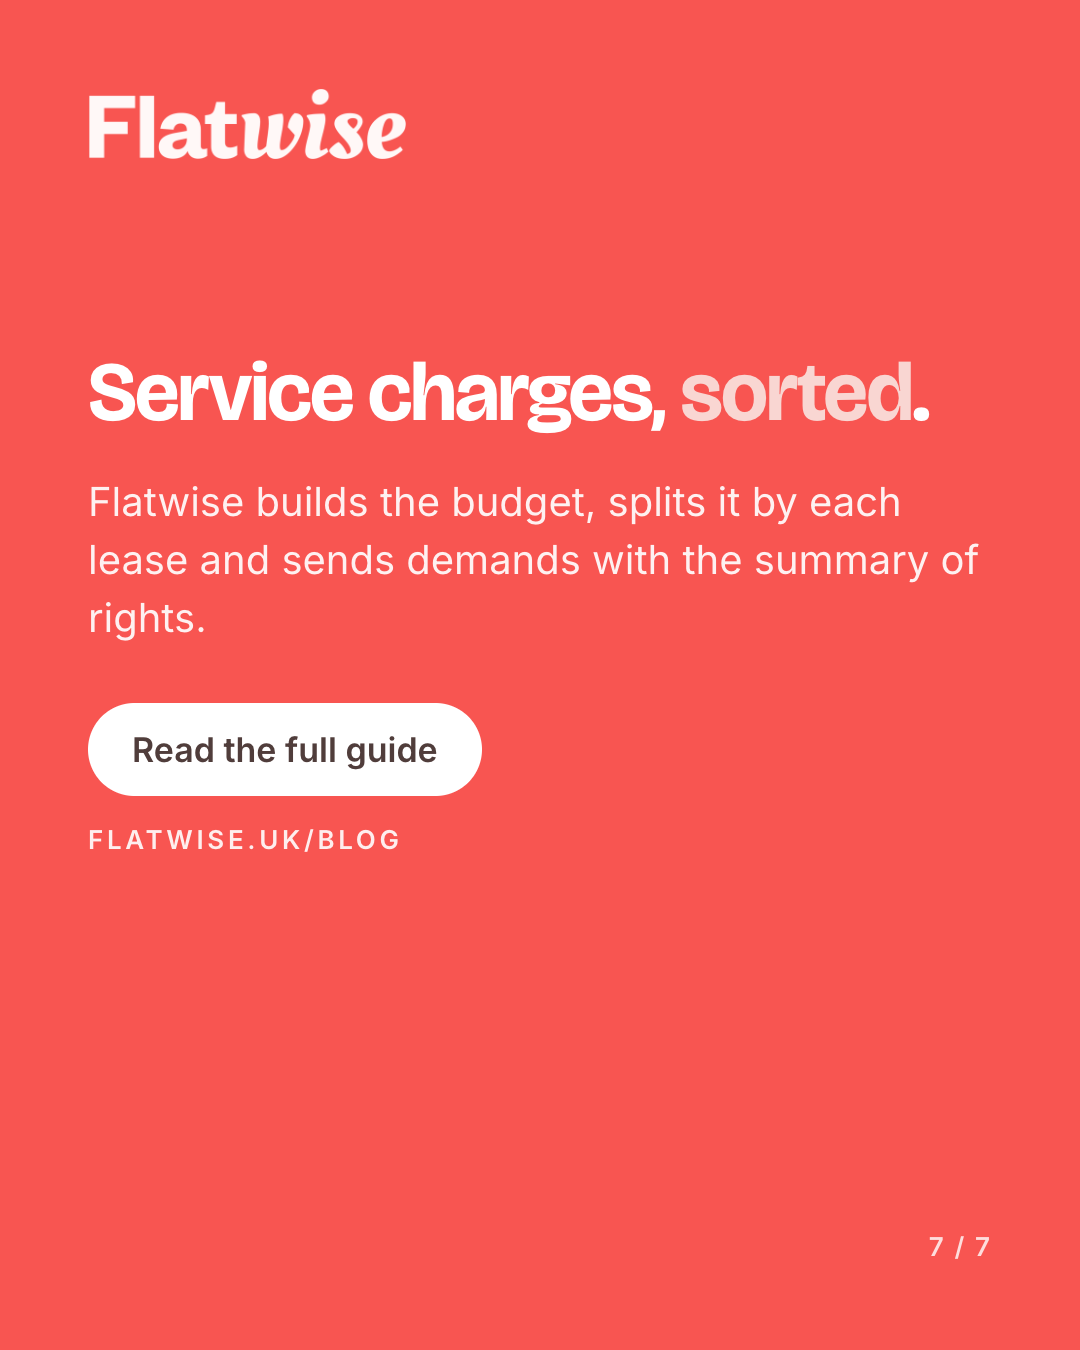 Flatwise
Service charges, sorted.
Flatwise builds the budget, splits it by each
lease and sends demands with the summary of
rights.
Read the full guide
FLATWISE.UK/BLOG
7 / 7